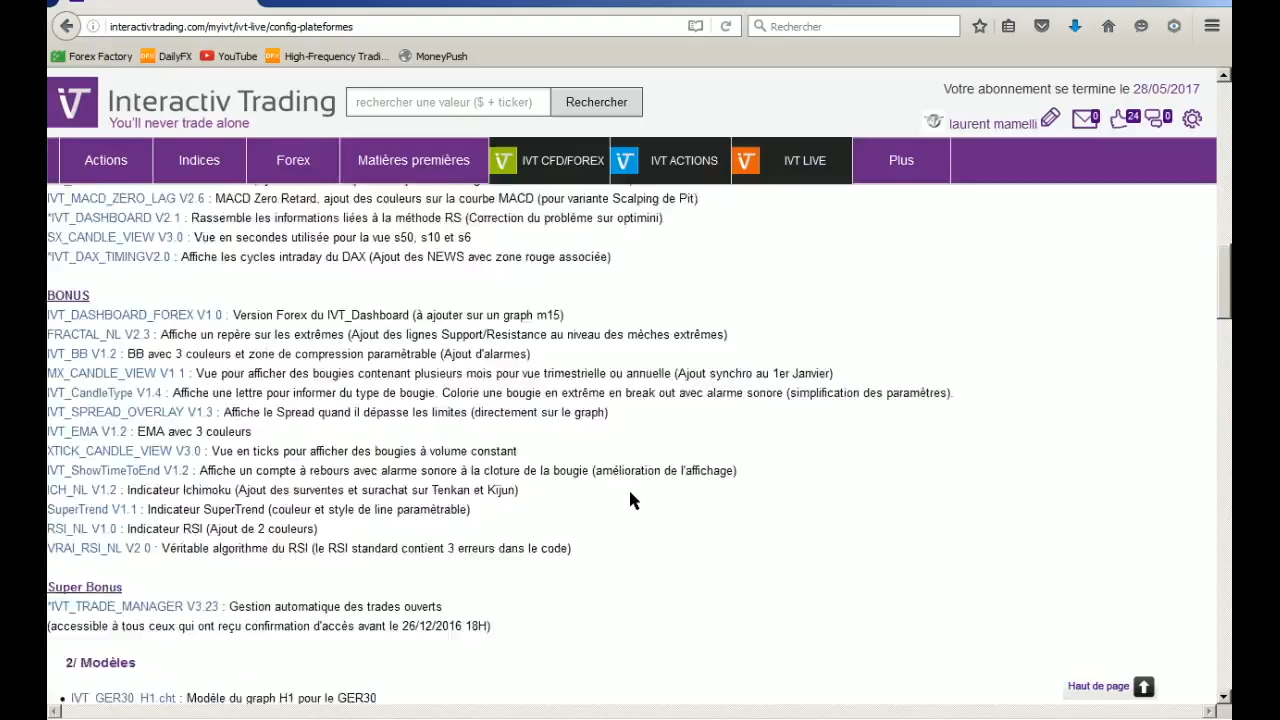 interactivtrading.com/myivt/ivt-live/config-plateformes
Rechercher
Forex Factory DailyFX YouTube High-Frequency Tradi... MoneyPush
iVT Interactiv Trading
You'll never trade alone
rechercher une valeur ($ + ticker) Rechercher
Votre abonnement se termine le 28/05/2017
laurent mamelli 0 24 0
Actions Indices Forex Matières premières IVT CFD/FOREX IVT ACTIONS IVT LIVE Plus
IVT_MACD_ZERO_LAG V2.6 : MACD Zero Retard, ajout des couleurs sur la courbe MACD (pour variante Scalping de Pit)
*IVT_DASHBOARD V2.1 : Rassemble les informations liées à la méthode RS (Correction du problême sur optimini)
SX_CANDLE_VIEW V3.0 : Vue en secondes utilisée pour la vue s50, s10 et s6
*IVT_DAX_TIMINGV2.0 : Affiche les cycles intraday du DAX (Ajout des NEWS avec zone rouge associée)
BONUS
IVT_DASHBOARD_FOREX V1 0 : Version Forex du IVT_Dashboard (à ajouter sur un graph m15)
FRACTAL_NL V2.3 : Affiche un repère sur les extrêmes (Ajout des lignes Support/Resistance au niveau des mèches extrêmes)
IVT_BB V1.2 : BB avec 3 couleurs et zone de compression paramètrable (Ajout d'alarmes)
MX_CANDLE_VIEW V1 1 : Vue pour afficher des bougies contenant plusieurs mois pour vue trimestrielle ou annuelle (Ajout synchro au 1er Janvier)
IVT_CandleType V1.4 : Affiche une lettre pour informer du type de bougie. Colorie une bougie en extrême en break out avec alarme sonore (simplification des paramètres).
IVT_SPREAD_OVERLAY V1.3 : Affiche le Spread quand il dépasse les limites (directement sur le graph)
IVT_EMA V1.2 : EMA avec 3 couleurs
XTICK_CANDLE_VIEW V3.0 : Vue en ticks pour afficher des bougies à volume constant
IVT_ShowTimeToEnd V1.2 : Affiche un compte à rebours avec alarme sonore à la cloture de la bougie (amélioration de l'affichage)
ICH_NL V1.2 : Indicateur Ichimoku (Ajout des surventes et surachat sur Tenkan et Kijun)
SuperTrend V1.1 : Indicateur SuperTrend (couleur et style de line paramètrable)
RSI_NL V1.0 : Indicateur RSI (Ajout de 2 couleurs)
VRAI_RSI_NL V2 0 : Véritable algorithme du RSI (le RSI standard contient 3 erreurs dans le code)
Super Bonus
*IVT_TRADE_MANAGER V3.23 : Gestion automatique des trades ouverts
(accessible à tous ceux qui ont reçu confirmation d'accès avant le 26/12/2016 18H)
2/ Modèles
• IVT_GER30_H1.cht : Modèle du graph H1 pour le GER30
Haut de page